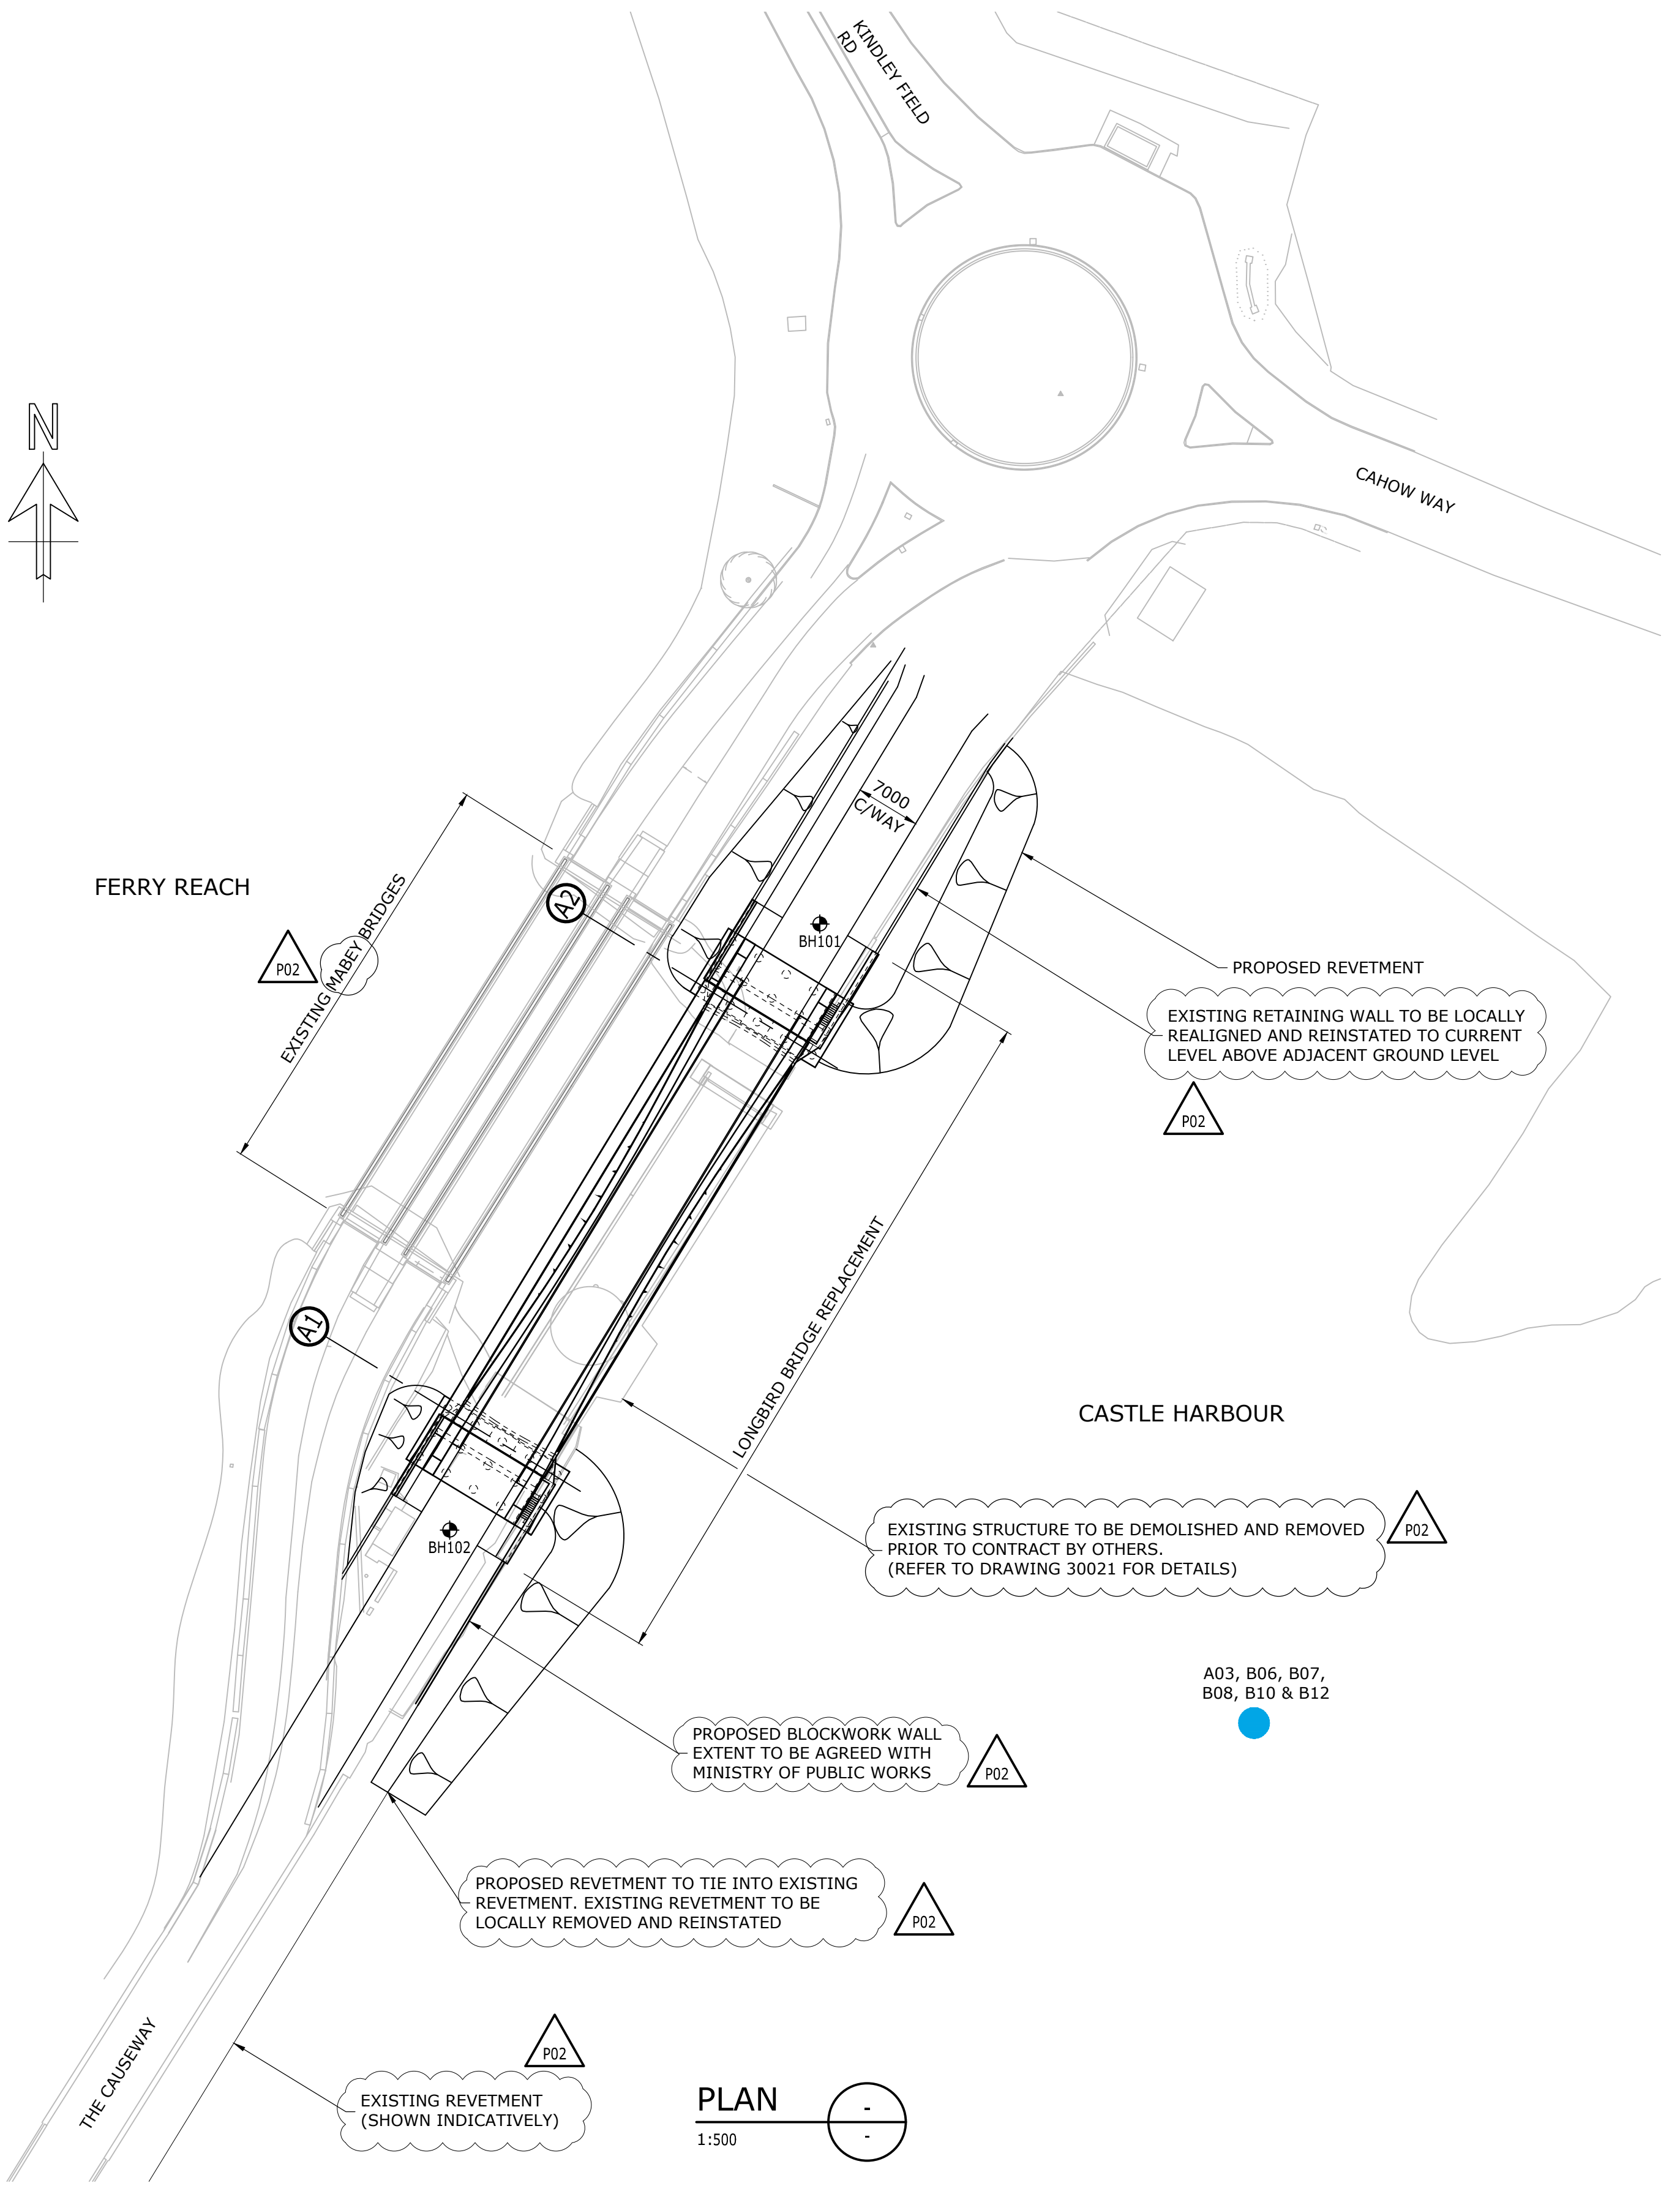 KINDLEY FIELD
RD
N
CAHOW WAY
7000
C/WAY
FERRY REACH
A2
EXISTING MABEY BRIDGES
P02
BH101
PROPOSED REVETMENT
EXISTING RETAINING WALL TO BE LOCALLY
REALIGNED AND REINSTATED TO CURRENT
LEVEL ABOVE ADJACENT GROUND LEVEL
P02
A1
LONGBIRD BRIDGE REPLACEMENT
CASTLE HARBOUR
BH102
EXISTING STRUCTURE TO BE DEMOLISHED AND REMOVED
PRIOR TO CONTRACT BY OTHERS.
(REFER TO DRAWING 30021 FOR DETAILS)
P02
A03, B06, B07,
B08, B10 & B12
PROPOSED BLOCKWORK WALL
EXTENT TO BE AGREED WITH
MINISTRY OF PUBLIC WORKS
P02
PROPOSED REVETMENT TO TIE INTO EXISTING
REVETMENT. EXISTING REVETMENT TO BE
LOCALLY REMOVED AND REINSTATED
P02
THE CAUSEWAY
P02
EXISTING REVETMENT
(SHOWN INDICATIVELY)
PLAN
1:500
-
-